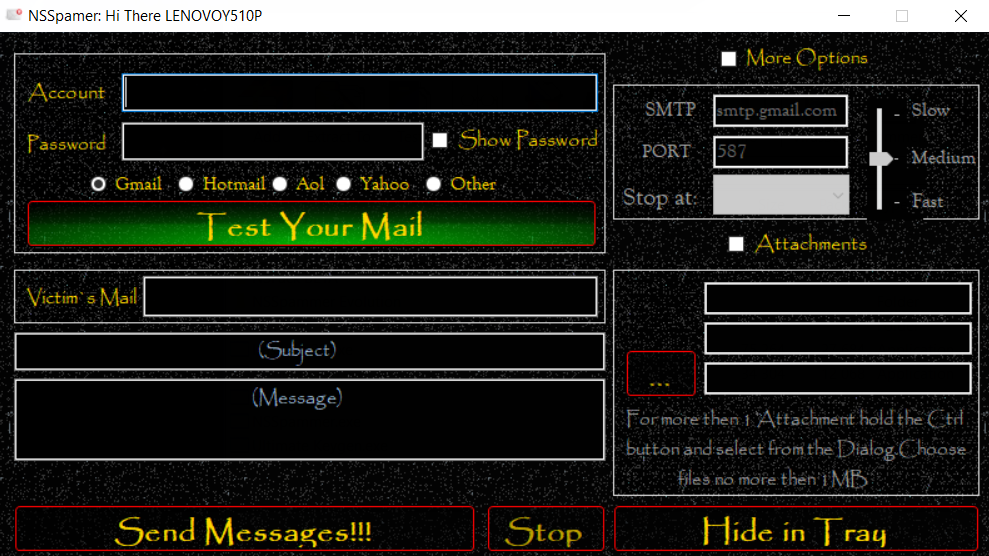 NSSpamer: Hi There LENOVOY510P
Account
Password
Show Password
Gmail
Hotmail
Aol
Yahoo
Other
Test Your Mail
Victim`s Mail
(Subject)
(Message)
Send Messages!!!
Stop
More Options
SMTP
smtp.gmail.com
PORT
587
Stop at:
- Slow
- Medium
- Fast
Attachments
...
For more then 1 Attachment hold the Ctrl
button and select from the Dialog.Choose
files no more then 1 MB
Hide in Tray